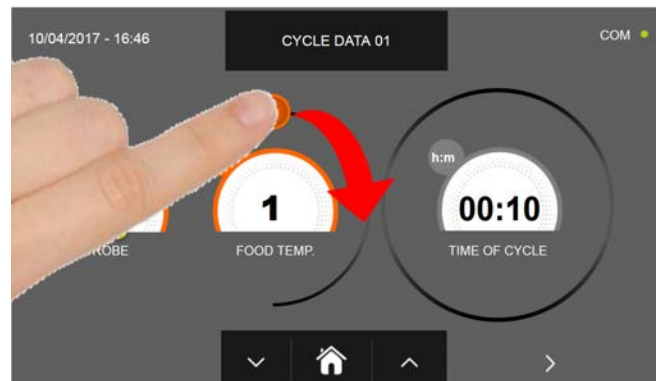 10/04/2017 - 16:46
CYCLE DATA 01
COM
h:m
1
00:10
FOOD TEMP.
TIME OF CYCLE